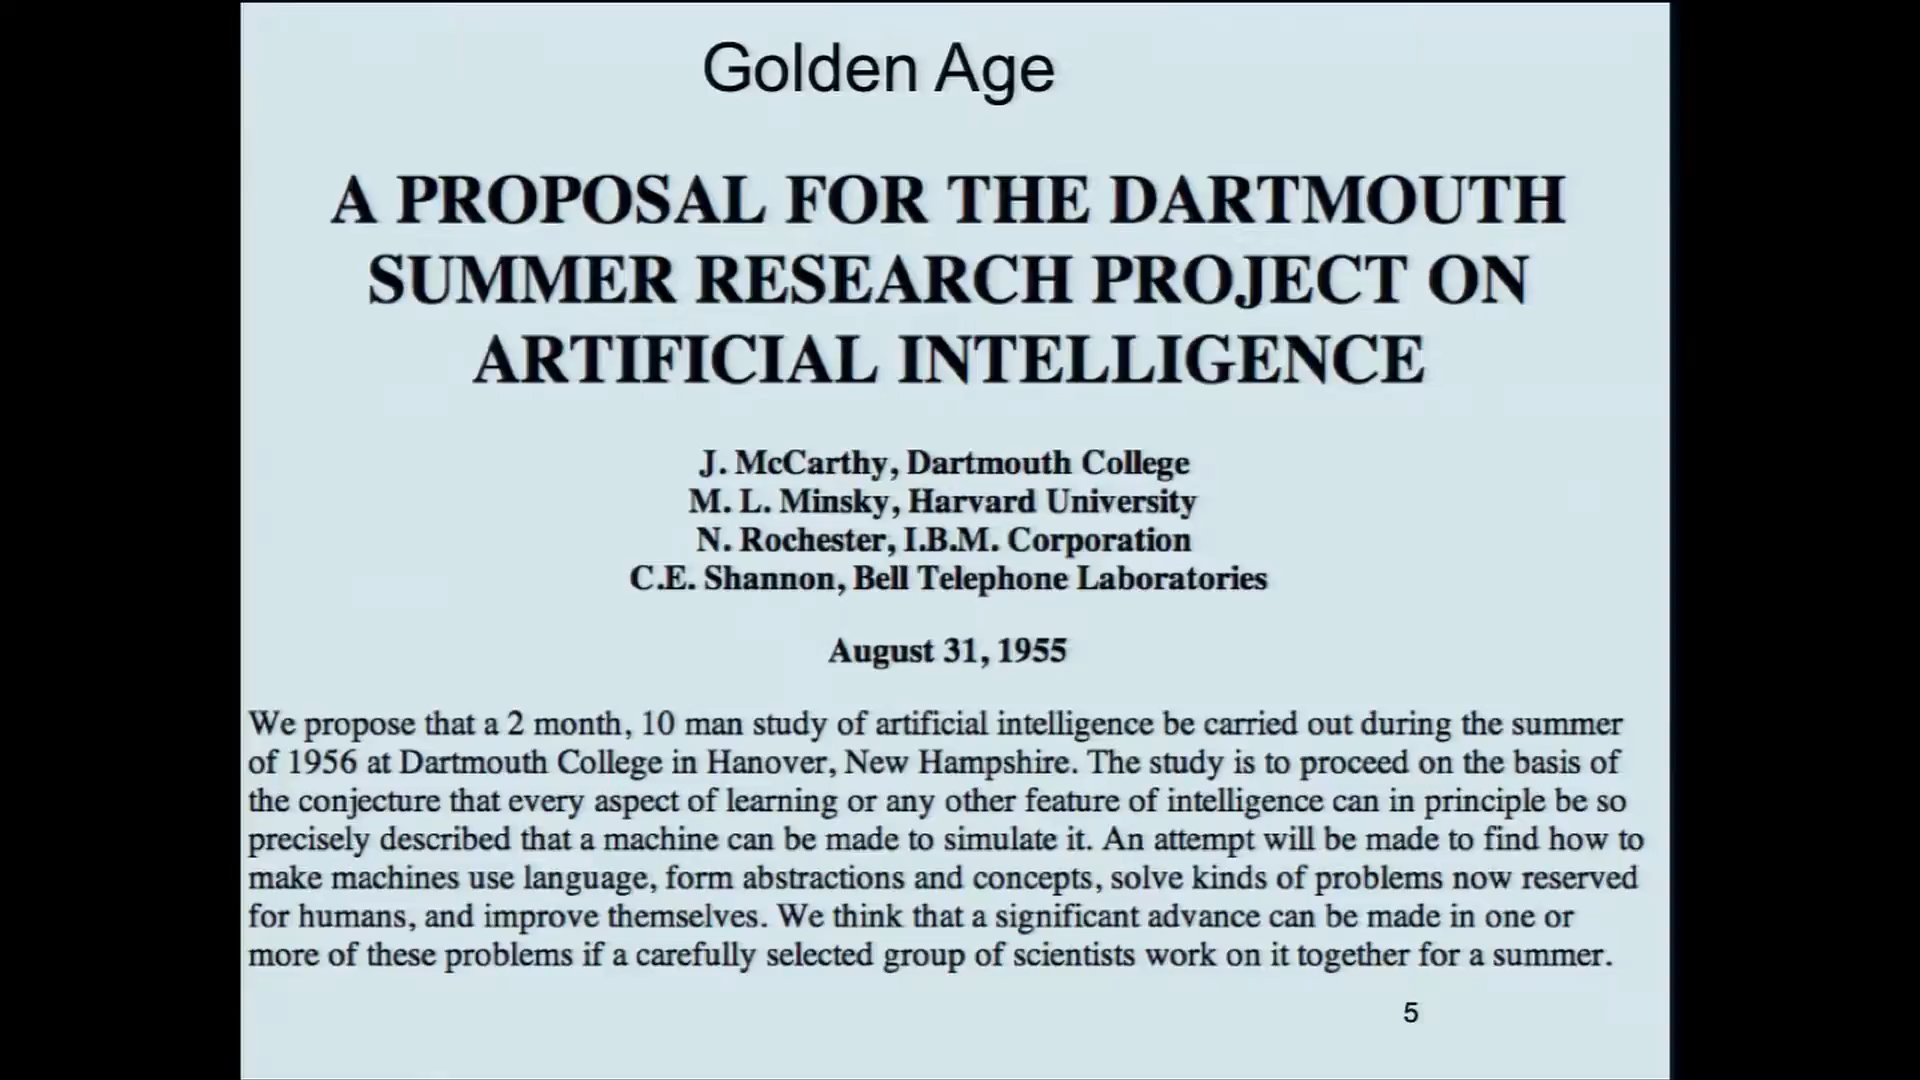 Golden Age
A PROPOSAL FOR THE DARTMOUTH
SUMMER RESEARCH PROJECT ON
ARTIFICIAL INTELLIGENCE
J. McCarthy, Dartmouth College
M. L. Minsky, Harvard University
N. Rochester, I.B.M. Corporation
C.E. Shannon, Bell Telephone Laboratories
August 31, 1955
We propose that a 2 month, 10 man study of artificial intelligence be carried out during the summer
of 1956 at Dartmouth College in Hanover, New Hampshire. The study is to proceed on the basis of
the conjecture that every aspect of learning or any other feature of intelligence can in principle be so
precisely described that a machine can be made to simulate it. An attempt will be made to find how to
make machines use language, form abstractions and concepts, solve kinds of problems now reserved
for humans, and improve themselves. We think that a significant advance can be made in one or
more of these problems if a carefully selected group of scientists work on it together for a summer.
5